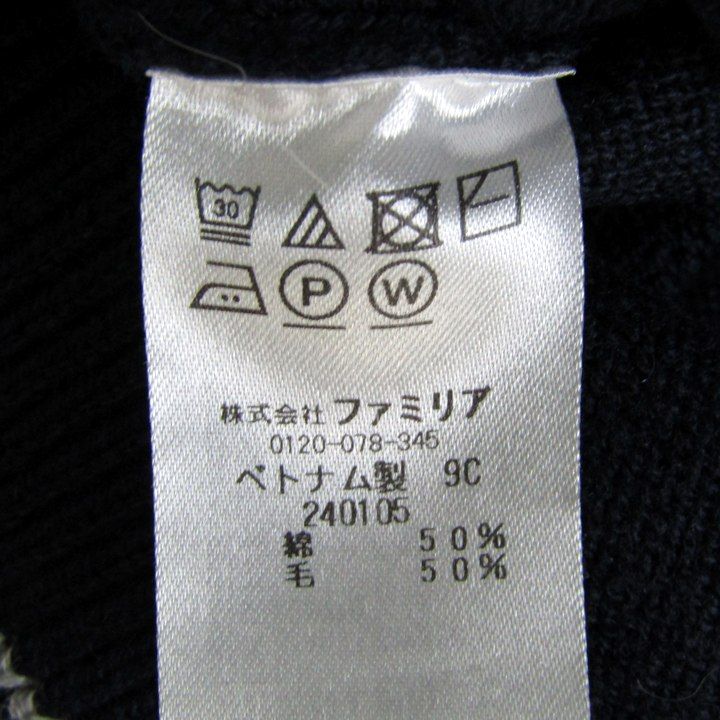 30
P W
株式会社 ファミリア
0120-078-345
ベトナム製 9C
240105
綿 50%
毛 50%